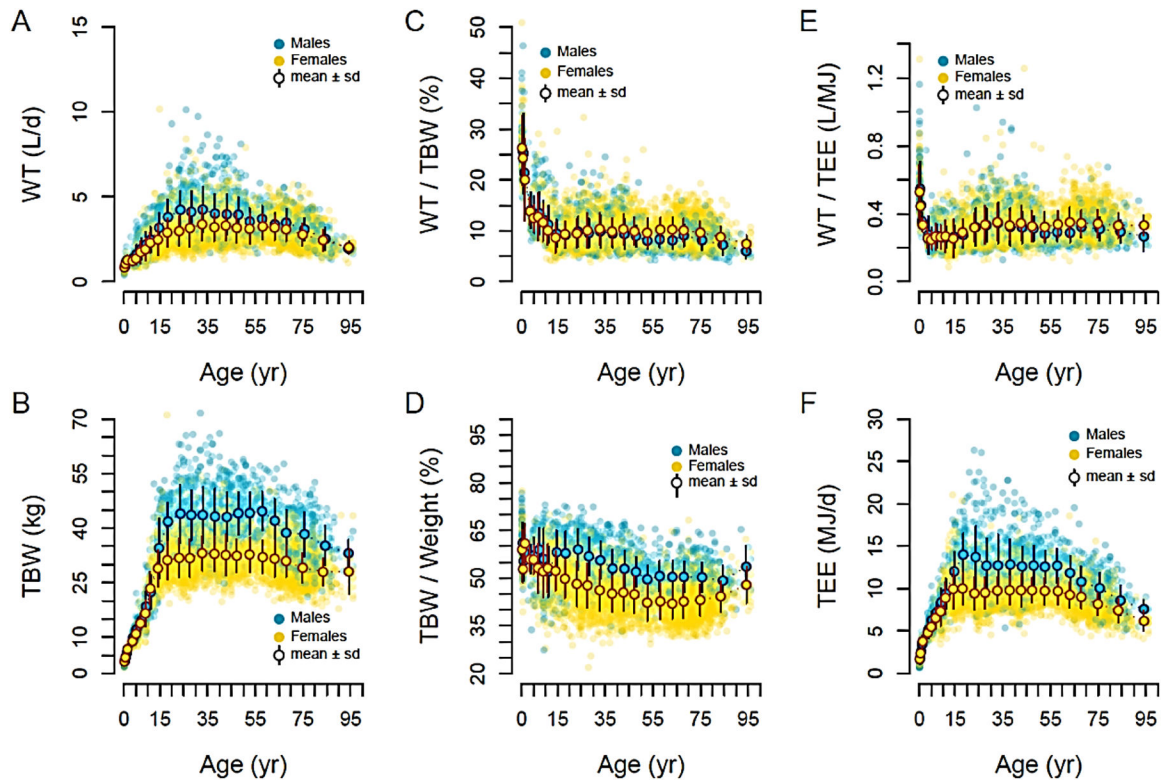 A
WT (L/d)
15
10
5
0
Males
Females
mean ± sd
0 15 35 55 75 95
Age (yr)
C
WT / TBW (%)
50
40
30
20
10
0
Males
Females
mean ± sd
0 15 35 55 75 95
Age (yr)
E
WT / TEE (L/MJ)
1.2
0.8
0.4
0.0
Males
Females
mean ± sd
0 15 35 55 75 95
Age (yr)
B
TBW (kg)
70
60
45
35
25
10
0
Males
Females
mean ± sd
0 15 35 55 75 95
Age (yr)
D
TBW / Weight (%)
95
80
65
50
35
20
Males
Females
mean ± sd
0 15 35 55 75 95
Age (yr)
F
TEE (MJ/d)
30
25
20
15
10
5
0
Males
Females
mean ± sd
0 15 35 55 75 95
Age (yr)